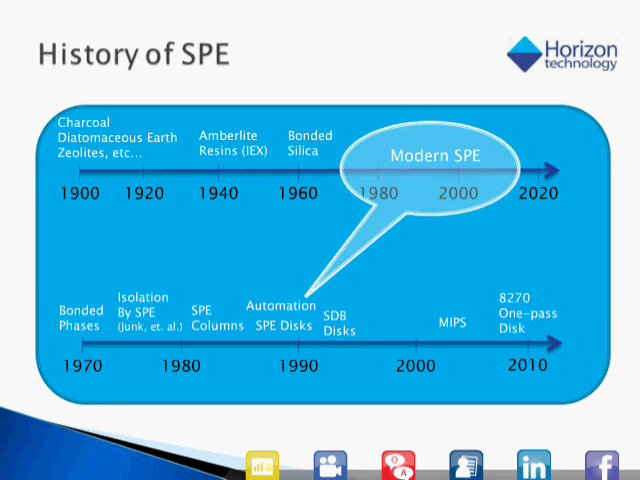 History of SPE
Horizon
technology
Charcoal
Diatomaceous Earth
Zeolites, etc...
Amberlite
Resins (IEX)
Bonded
Silica
Modern SPE
1900 1920 1940 1960 1980 2000 2020
Bonded
Phases
Isolation
By SPE
(Junk, et. al.)
SPE
Columns
Automation
SPE Disks
SDB
Disks
MIPS
8270
One-pass
Disk
1970 1980 1990 2000 2010
Q
A
in
f